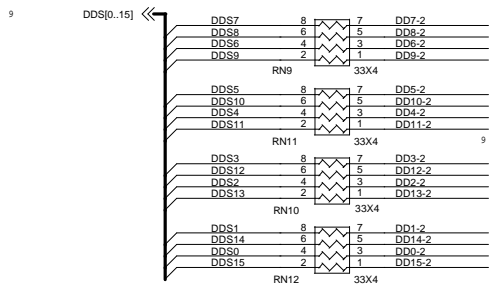 9 DDS[0..15]
DDS7 8 7 DD7-2
DDS8 6 5 DD8-2
DDS6 4 3 DD6-2
DDS9 2 1 DD9-2
RN9 33X4
DDS5 8 7 DD5-2
DDS10 6 5 DD10-2
DDS4 4 3 DD4-2
DDS11 2 1 DD11-2
RN11 33X4 9
DDS3 8 7 DD3-2
DDS12 6 5 DD12-2
DDS2 4 3 DD2-2
DDS13 2 1 DD13-2
RN10 33X4
DDS1 8 7 DD1-2
DDS14 6 5 DD14-2
DDS0 4 3 DD0-2
DDS15 2 1 DD15-2
RN12 33X4